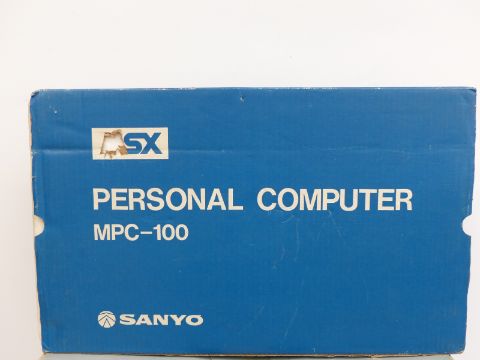 SX
PERSONAL COMPUTER
MPC-100
SANYO